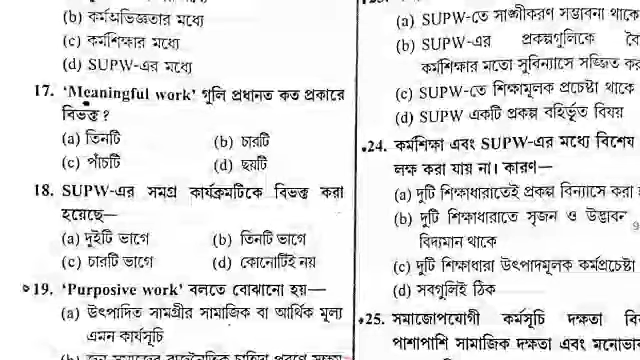 (b) কর্মঅভিজ্ঞতার মধ্যে
(c) কর্মশিক্ষার মধ্যে
(d) SUPW-এর মধ্যে
17. ‘Meaningful work’ গুলি প্রধানত কত প্রকারে
বিভক্ত?
(a) তিনটি (b) চারটি
(c) পাঁচটি (d) ছয়টি
18. SUPW-এর সমগ্র কার্যক্রমটিকে বিভক্ত করা
হয়েছে—
(a) দুইটি ভাগে (b) তিনটি ভাগে
(c) চারটি ভাগে (d) কোনোটিই নয়
19. ‘Purposive work’ বলতে বোঝানো হয়—
(a) উৎপাদিত সামগ্রীর সামাজিক বা আর্থিক মূল্য
এমন কার্যসূচি
(a) SUPW-তে সাঙ্গীকরণ সম্ভাবনা থাকে
(b) SUPW-এর প্রকল্পগুলিকে বৈ
কর্মশিক্ষার মতো সুবিন্যাসে সজ্জিত কর
(c) SUPW-তে শিক্ষামূলক প্রচেষ্টা থাকে
(d) SUPW একটি প্রকল্প বহির্ভূত বিষয়
24. কর্মশিক্ষা এবং SUPW-এর মধ্যে বিশেষ
লক্ষ করা যায় না। কারণ—
(a) দুটি শিক্ষাধারাতেই প্রকল্প বিন্যাসে করা
(b) দুটি শিক্ষাধারাতে সৃজন ও উদ্ভাবন
বিদ্যমান থাকে
(c) দুটি শিক্ষাধারা উৎপাদমূলক কর্মপ্রচেষ্টা
(d) সবগুলিই ঠিক
25. সমাজোপযোগী কর্মসূচি দক্ষতা বি
পাশাপাশি সামাজিক দক্ষতা এবং মনোভাব